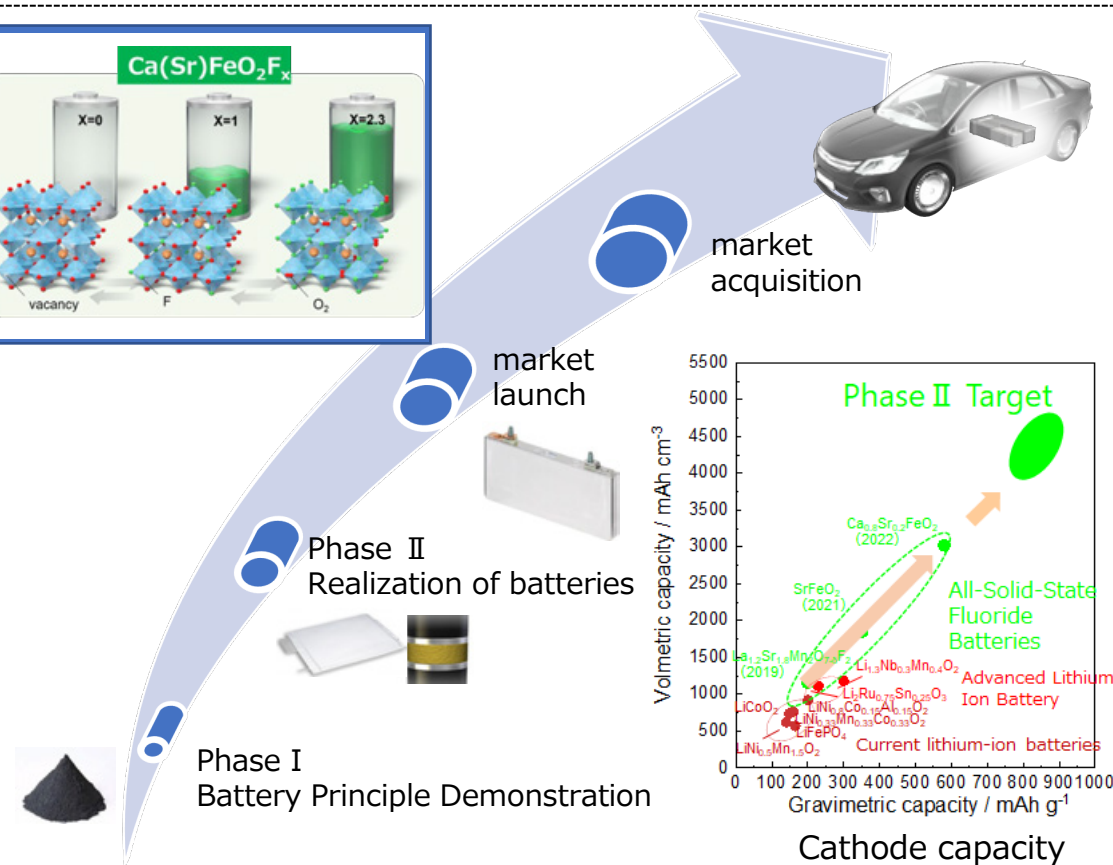 Ca(Sr)FeO₂Fₓ
X=0
X=1
X=2.3
vacancy
F
O₂
market
acquisition
market
launch
Phase Ⅱ
Realization of batteries
Phase I
Battery Principle Demonstration
5500
5000
4500
4000
3500
3000
2500
2000
1500
1000
500
0
Volmetric capacity / mAh cm⁻³
Phase Ⅱ Target
Ca₀.₈Sr₀.₂FeO₂
(2022)
SrFeO₂
(2021)
All-Solid-State
Fluoride
Batteries
(2019)
Li₁.₃Nb₀.₃Mn₀.₄O₂
Li₂Ru₀.₇₅Sn₀.₂₅O₃
Advanced Lithium
Ion Battery
LiCoO₂
LiNi₀.₈Co₀.₁₅Al₀.₁₅O₂
LiNi₀.₃₃Mn₀.₃₃Co₀.₃₃O₂
LiFePO₄
LiNi₀.₅Mn₁.₅O₂
Current lithium-ion batteries
0 100 200 300 400 500 600 700 800 900 1000
Gravimetric capacity / mAh g⁻¹
Cathode capacity